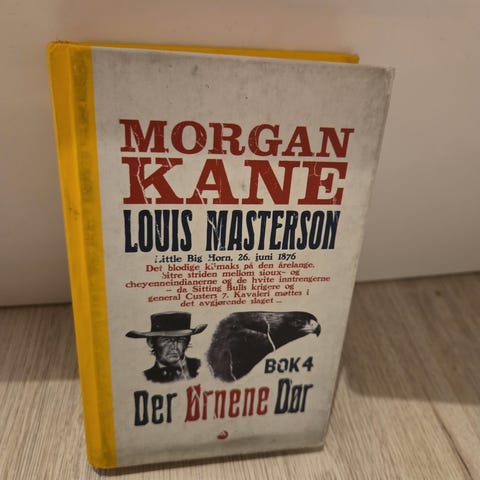 MORGAN
KANE
LOUIS MASTERSON
Little Big Horn, 26. juni 1876
Det blodige klimaks på den årelange,
bitre striden mellom sioux- og
cheyenneindianerne og de hvite inntrengerne
– da Sitting Bulls krigere og
general Custers 7. Kavaleri møttes i
det avgjørende slaget ...
BOK 4
Der Ørnene Dør